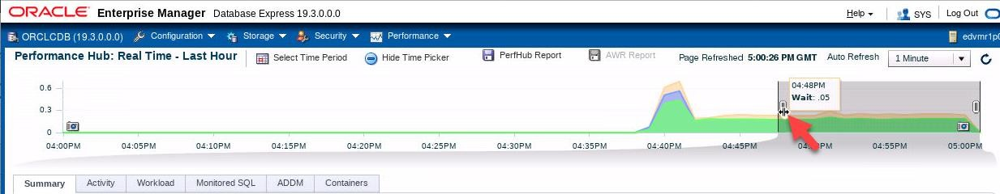 ORACLE Enterprise Manager Database Express 19.3.0.0.0 Help SYS Log Out
ORCLCDB (19.3.0.0.0) Configuration Storage Security Performance edvmr1p0
Performance Hub: Real Time - Last Hour Select Time Period Hide Time Picker PerfHub Report AWR Report Page Refreshed 5:00:26 PM GMT Auto Refresh 1 Minute
04:48PM
Wait: .05
0.6
0.3
0
04:00PM 04:05PM 04:10PM 04:15PM 04:20PM 04:25PM 04:30PM 04:35PM 04:40PM 04:45PM 04:55PM 05:00PM
Summary Activity Workload Monitored SQL ADDM Containers